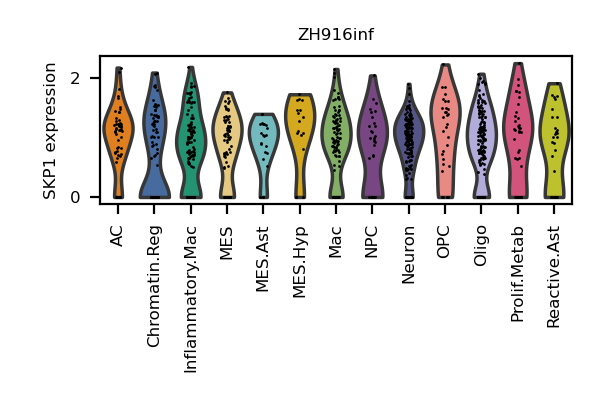 ZH916inf
SKP1 expression
2
0
AC
Chromatin.Reg
Inflammatory.Mac
MES
MES.Ast
MES.Hyp
Mac
NPC
Neuron
OPC
Oligo
Prolif.Metab
Reactive.Ast